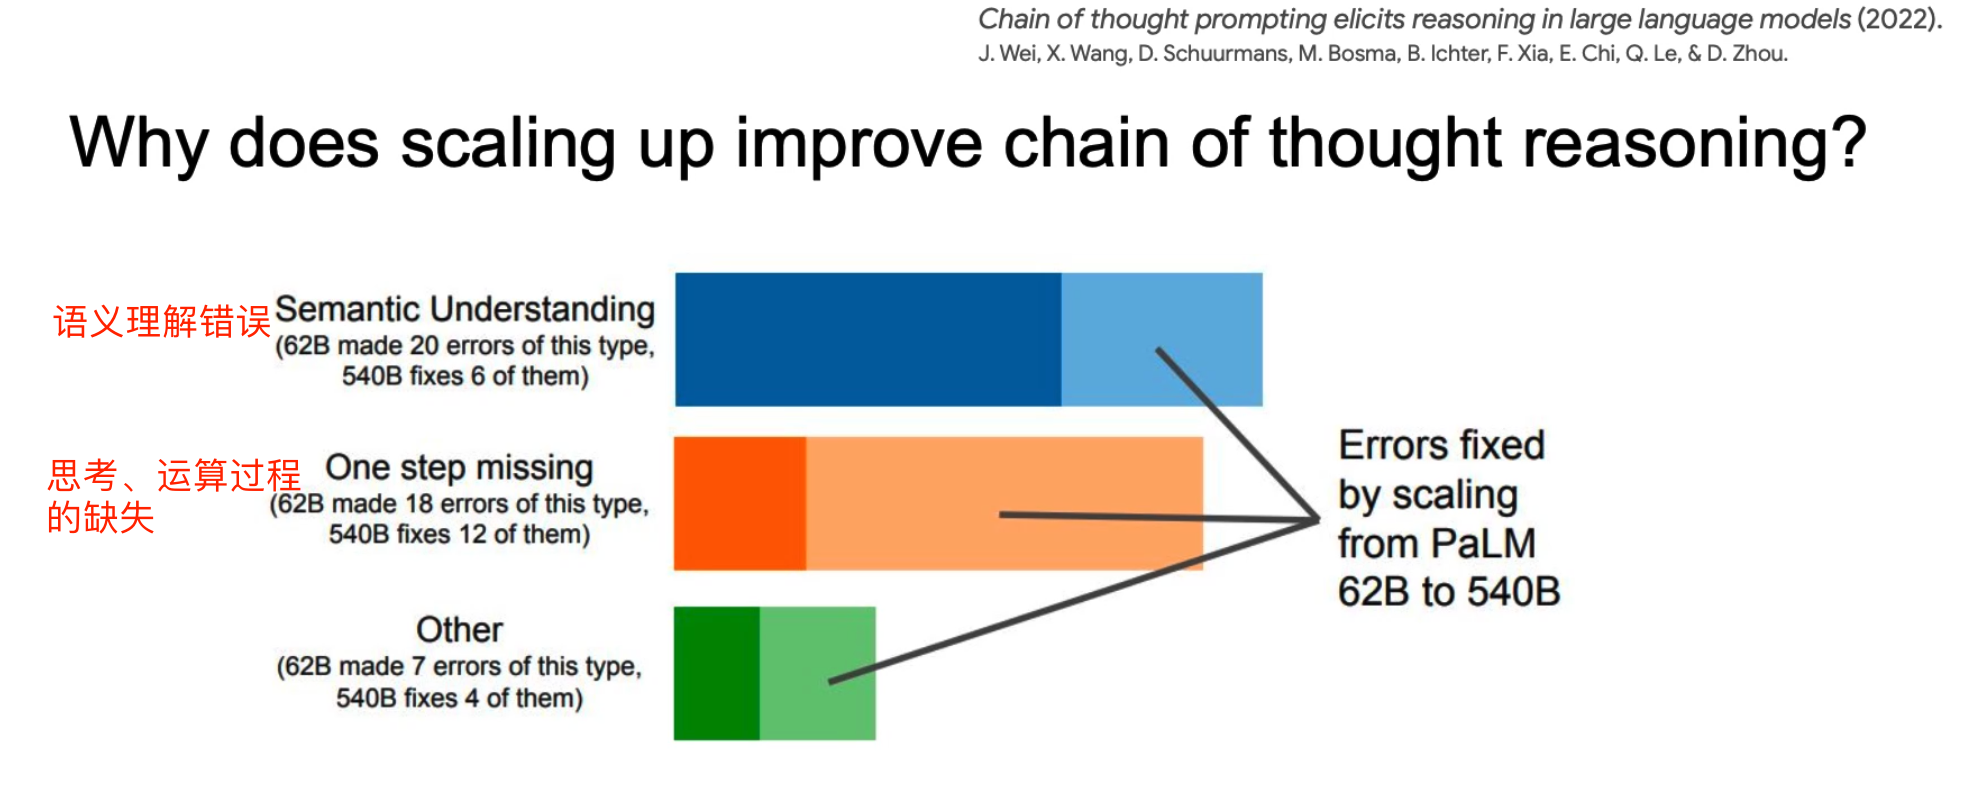 Chain of thought prompting elicits reasoning in large language models (2022).
J. Wei, X. Wang, D. Schuurmans, M. Bosma, B. Ichter, F. Xia, E. Chi, Q. Le, & D. Zhou.
Why does scaling up improve chain of thought reasoning?
语义理解错误
Semantic Understanding
(62B made 20 errors of this type,
540B fixes 6 of them)
思考、运算过程
的缺失
One step missing
(62B made 18 errors of this type,
540B fixes 12 of them)
Other
(62B made 7 errors of this type,
540B fixes 4 of them)
Errors fixed
by scaling
from PaLM
62B to 540B